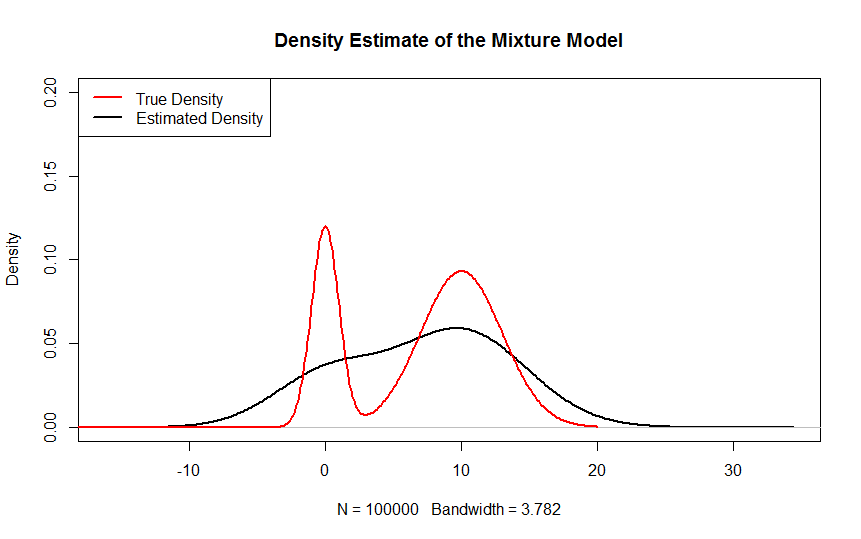 Density Estimate of the Mixture Model
True Density
Estimated Density
Density
0.20
0.15
0.10
0.05
0.00
-10
0
10
20
30
N = 100000   Bandwidth = 3.782